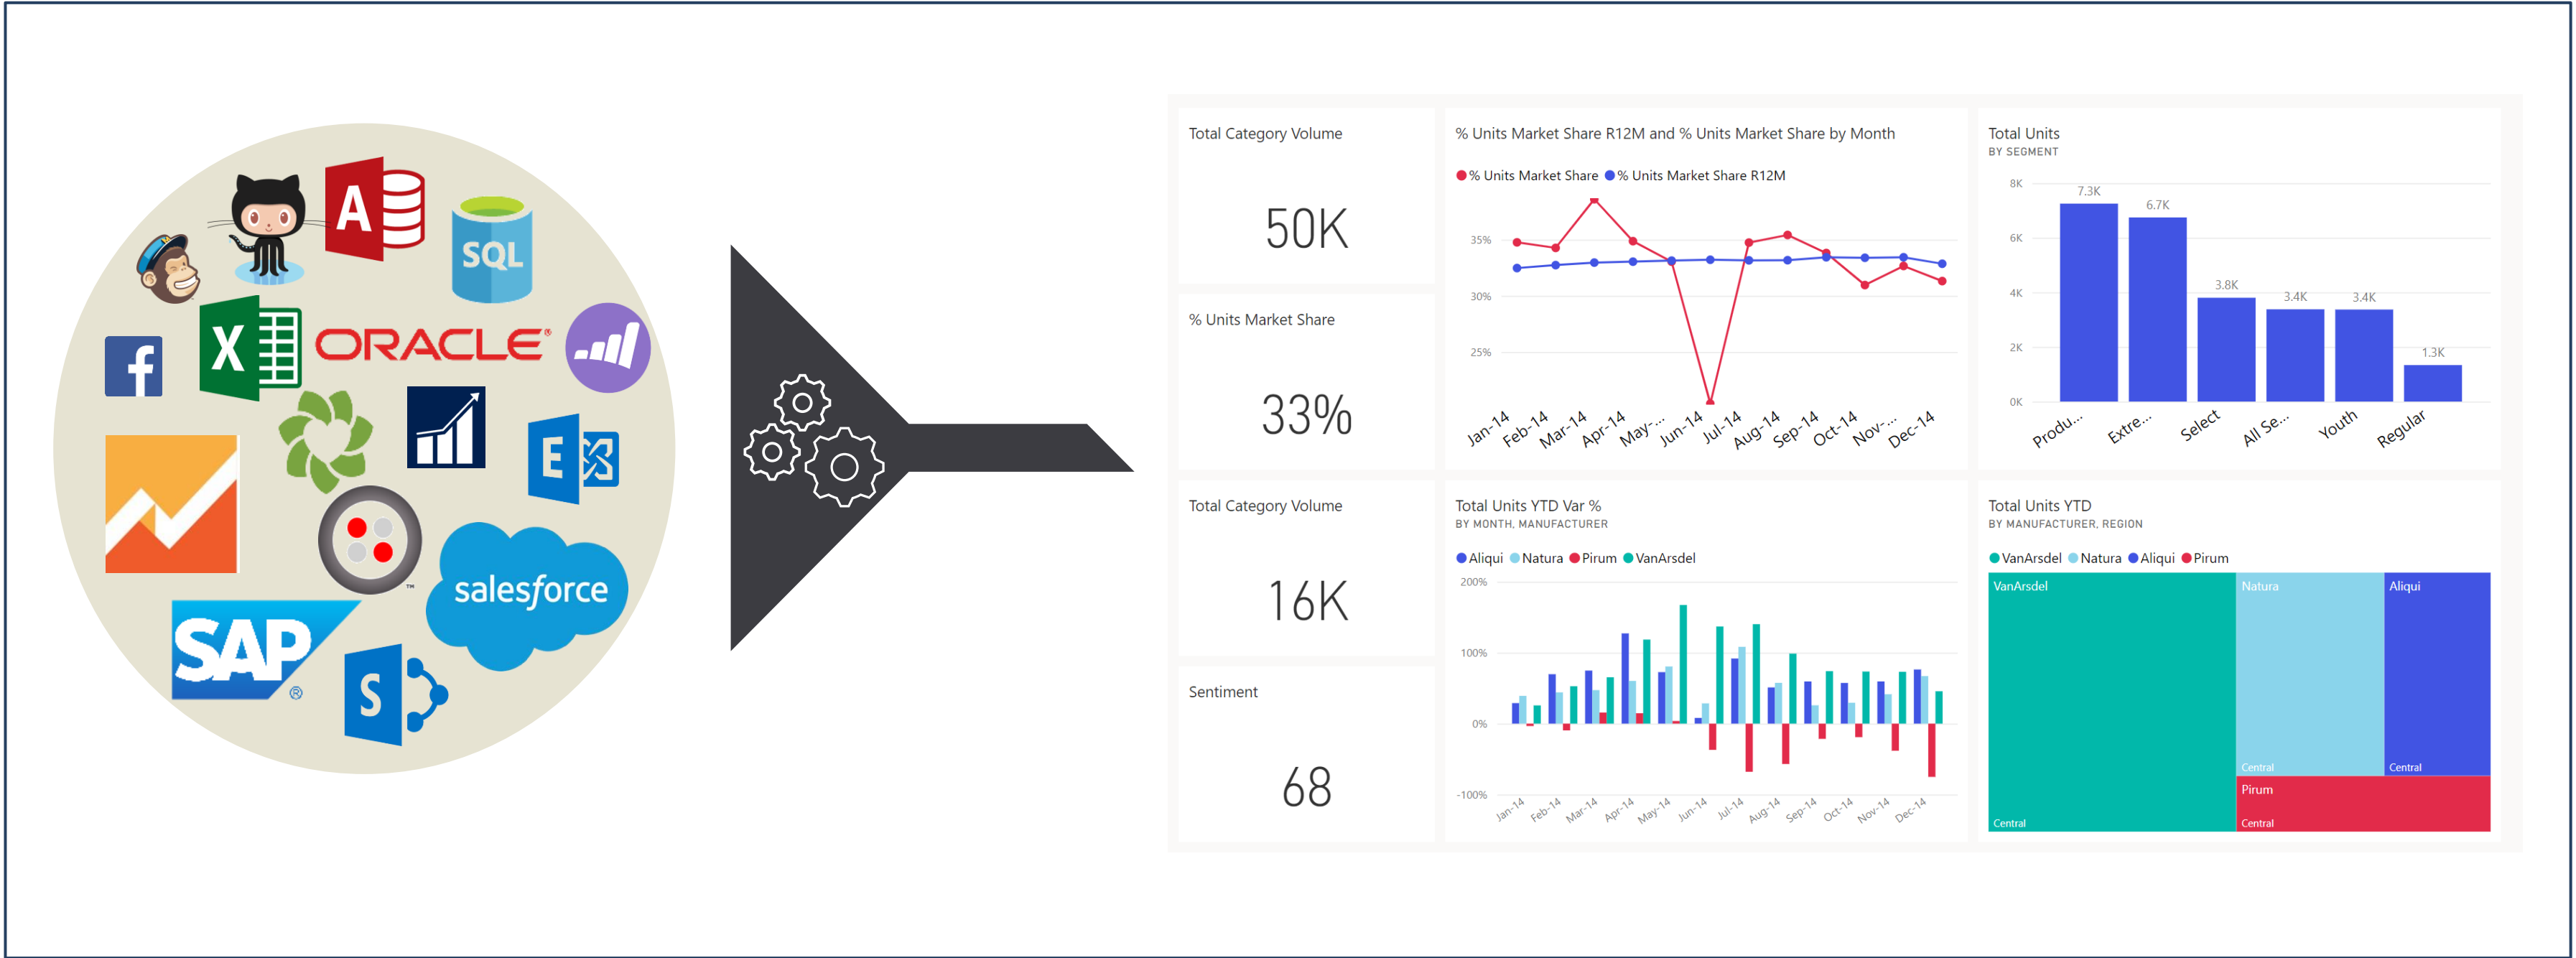 A
SQL
f
X
ORACLE®
E
™
salesforce
SAP
®
S
Total Category Volume
50K
% Units Market Share
33%
Total Category Volume
16K
Sentiment
68
% Units Market Share R12M and % Units Market Share by Month
% Units Market Share % Units Market Share R12M
35%
30%
25%
Jan-14 Feb-14 Mar-14 Apr-14 May-... Jun-14 Jul-14 Aug-14 Sep-14 Oct-14 Nov-... Dec-14
Total Units
BY SEGMENT
8K
7.3K
6.7K
6K
4K
3.8K
3.4K
3.4K
2K
1.3K
0K
Produ... Extre... Select All Se... Youth Regular
Total Units YTD Var %
BY MONTH, MANUFACTURER
Aliqui Natura Pirum VanArsdel
200%
100%
0%
-100%
Jan-14 Feb-14 Mar-14 Apr-14 May-14 Jun-14 Jul-14 Aug-14 Sep-14 Oct-14 Nov-14 Dec-14
Total Units YTD
BY MANUFACTURER, REGION
VanArsdel Natura Aliqui Pirum
VanArsdel
Natura
Aliqui
Central
Central
Pirum
Central
Central